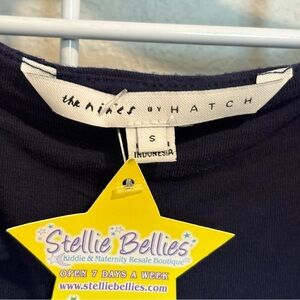 the nines BY HATCH
S
INDONESIA
Stellie Bellies
Kiddie & Maternity Resale Boutique
OPEN 7 DAYS A WEEK
www.stelliebellies.com